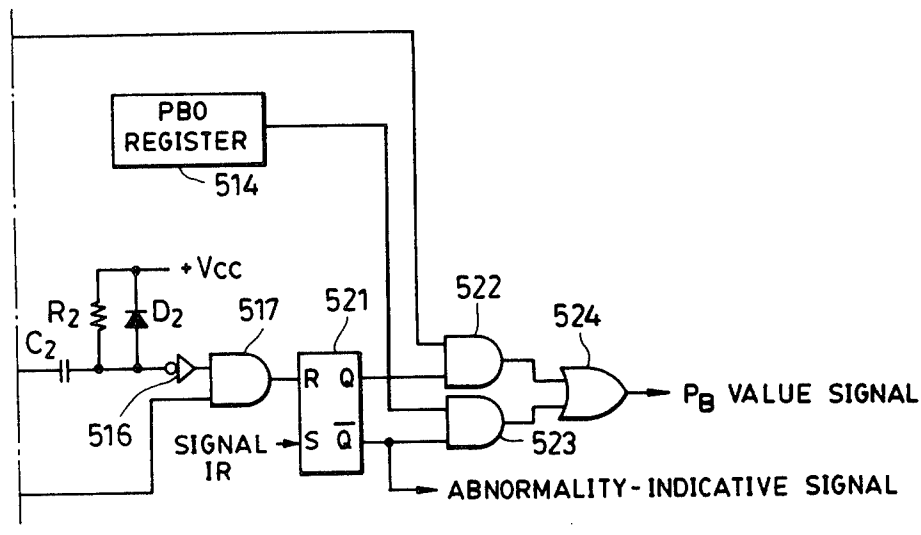 PBO
REGISTER
514
+Vcc
R2
D2
C2
516
517
521
R Q
S Q̅
SIGNAL
IR
522
523
524
PB VALUE SIGNAL
ABNORMALITY-INDICATIVE SIGNAL